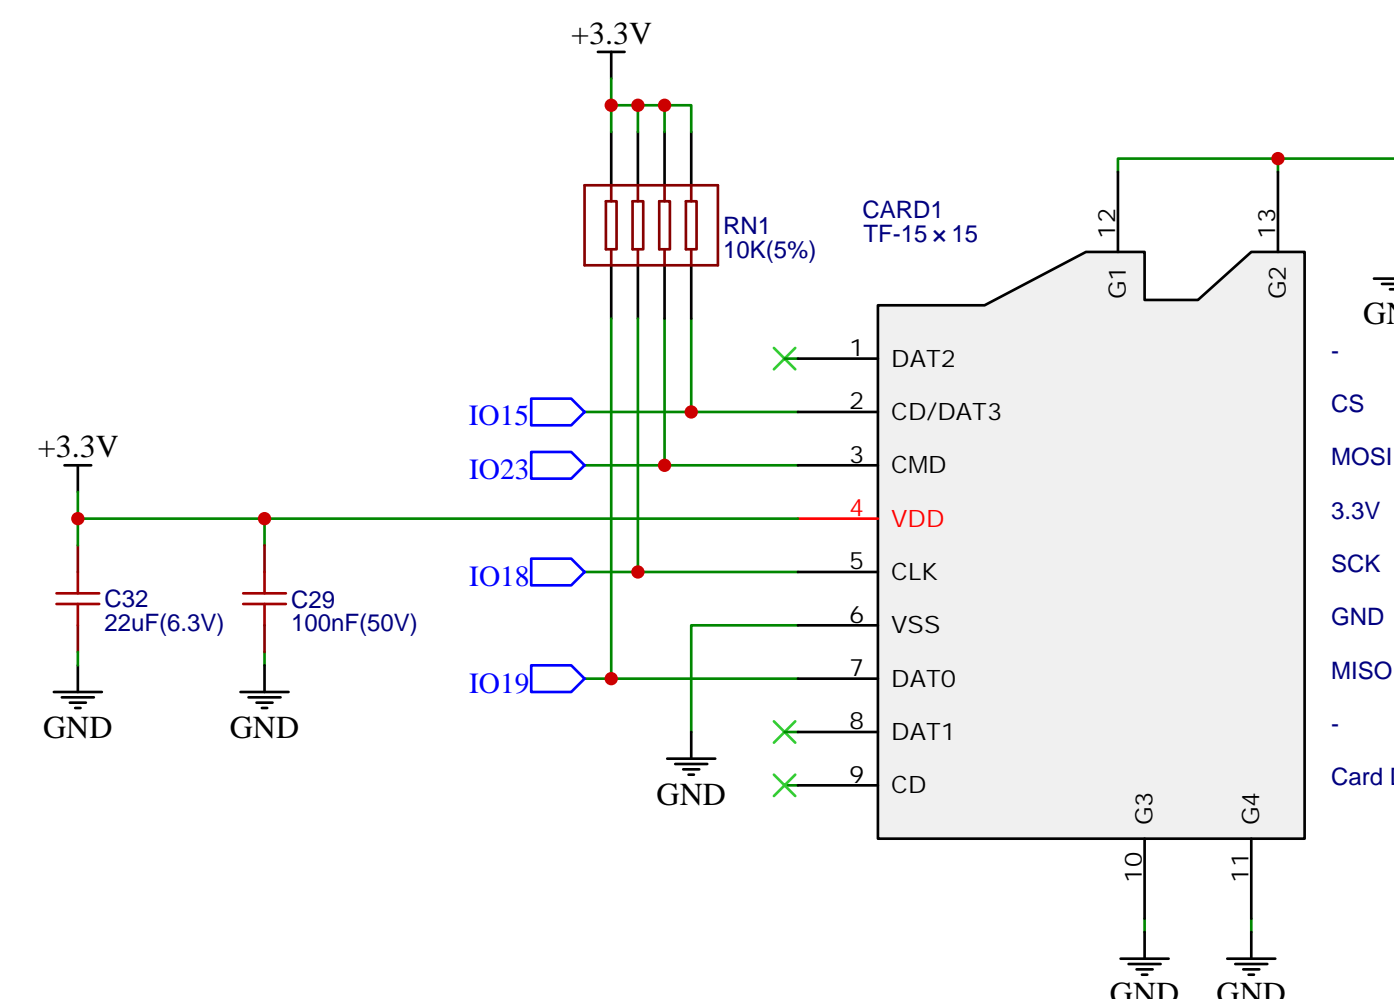 +3.3V
RN1
10K(5%)
CARD1
TF-15×15
12
13
G1
G2
1
DAT2
-
IO15
2
CD/DAT3
CS
+3.3V
IO23
3
CMD
MOSI
4
VDD
3.3V
IO18
5
CLK
SCK
C32
22uF(6.3V)
C29
100nF(50V)
6
VSS
GND
IO19
7
DAT0
MISO
GND
GND
8
DAT1
-
GND
9
CD
Card
G3
G4
10
11
GND
GND